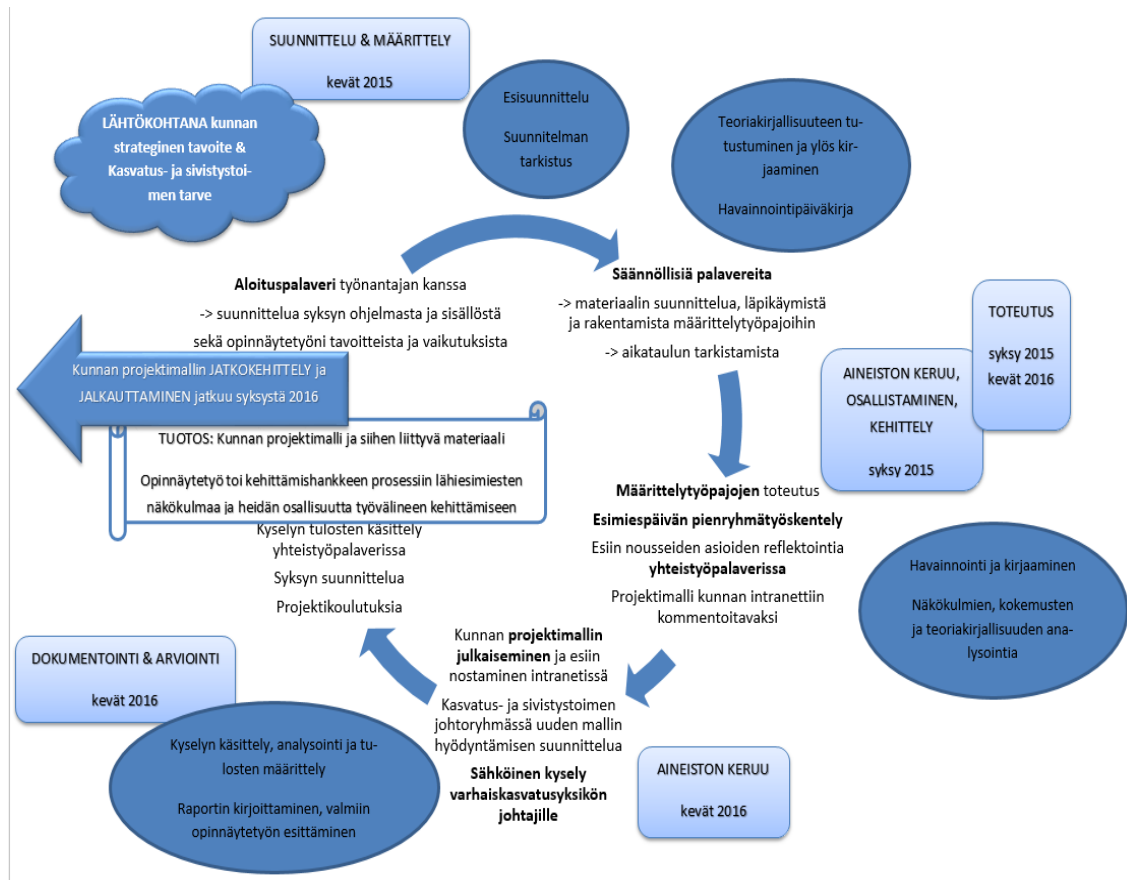 SUUNNITTELU & MÄÄRITTELY
kevät 2015
LÄHTÖKOHTANA kunnan
strateginen tavoite &
Kasvatus- ja sivistystoi-
men tarve
Esisuunnittelu
Suunnitelman
tarkistus
Teoriakirjallisuuteen tu-
tustuminen ja ylös kir-
jaaminen
Havainnointipäiväkirja
Aloituspalaveri työnantajan kanssa
-> suunnittelua syksyn ohjelmasta ja sisällöstä
sekä opinnäytetyöni tavoitteista ja vaikutuksista
Säännöllisiä palavereita
-> materiaalin suunnittelua, läpikäymistä
ja rakentamista määrittelytyöpajoihin
-> aikataulun tarkistamista
TOTEUTUS
syksy 2015
kevät 2016
AINEISTON KERUU,
OSALLISTAMINEN,
KEHITTELY
syksy 2015
Kunnan projektimallin JATKOKEHITTELY ja
JALKAUTTAMINEN jatkuu syksystä 2016
TUOTOS: Kunnan projektimalli ja siihen liittyvä materiaali
Opinnäytetyö toi kehittämishankkeen prosessiin lähiesimiesten
näkökulmaa ja heidän osallisuutta työvälineen kehittämiseen
Määrittelytyöpajojen toteutus
Esimiespäivän pienryhmätyöskentely
Esiin nousseiden asioiden reflektointia
yhteistyöpalaverissa
Projektimalli kunnan intranettiin
kommentoitavaksi
Havainnointi ja kirjaaminen
Näkökulmien, kokemusten
ja teoriakirjallisuuden ana-
lysointia
Kyselyn tulosten käsittely
yhteistyöpalaverissa
Syksyn suunnittelua
Projektikoulutuksia
Kunnan projektimallin
julkaiseminen ja esiin
nostaminen intranetissä
Kasvatus- ja sivistystoimen
johtoryhmässä uuden mallin
hyödyntämisen suunnittelua
Sähköinen kysely
varhaiskasvatusyksikön
johtajille
AINEISTON KERUU
kevät 2016
DOKUMENTOINTI & ARVIOINTI
kevät 2016
Kyselyn käsittely, analysointi ja tu-
losten määrittely
Raportin kirjoittaminen, valmiin
opinnäytetyön esittäminen